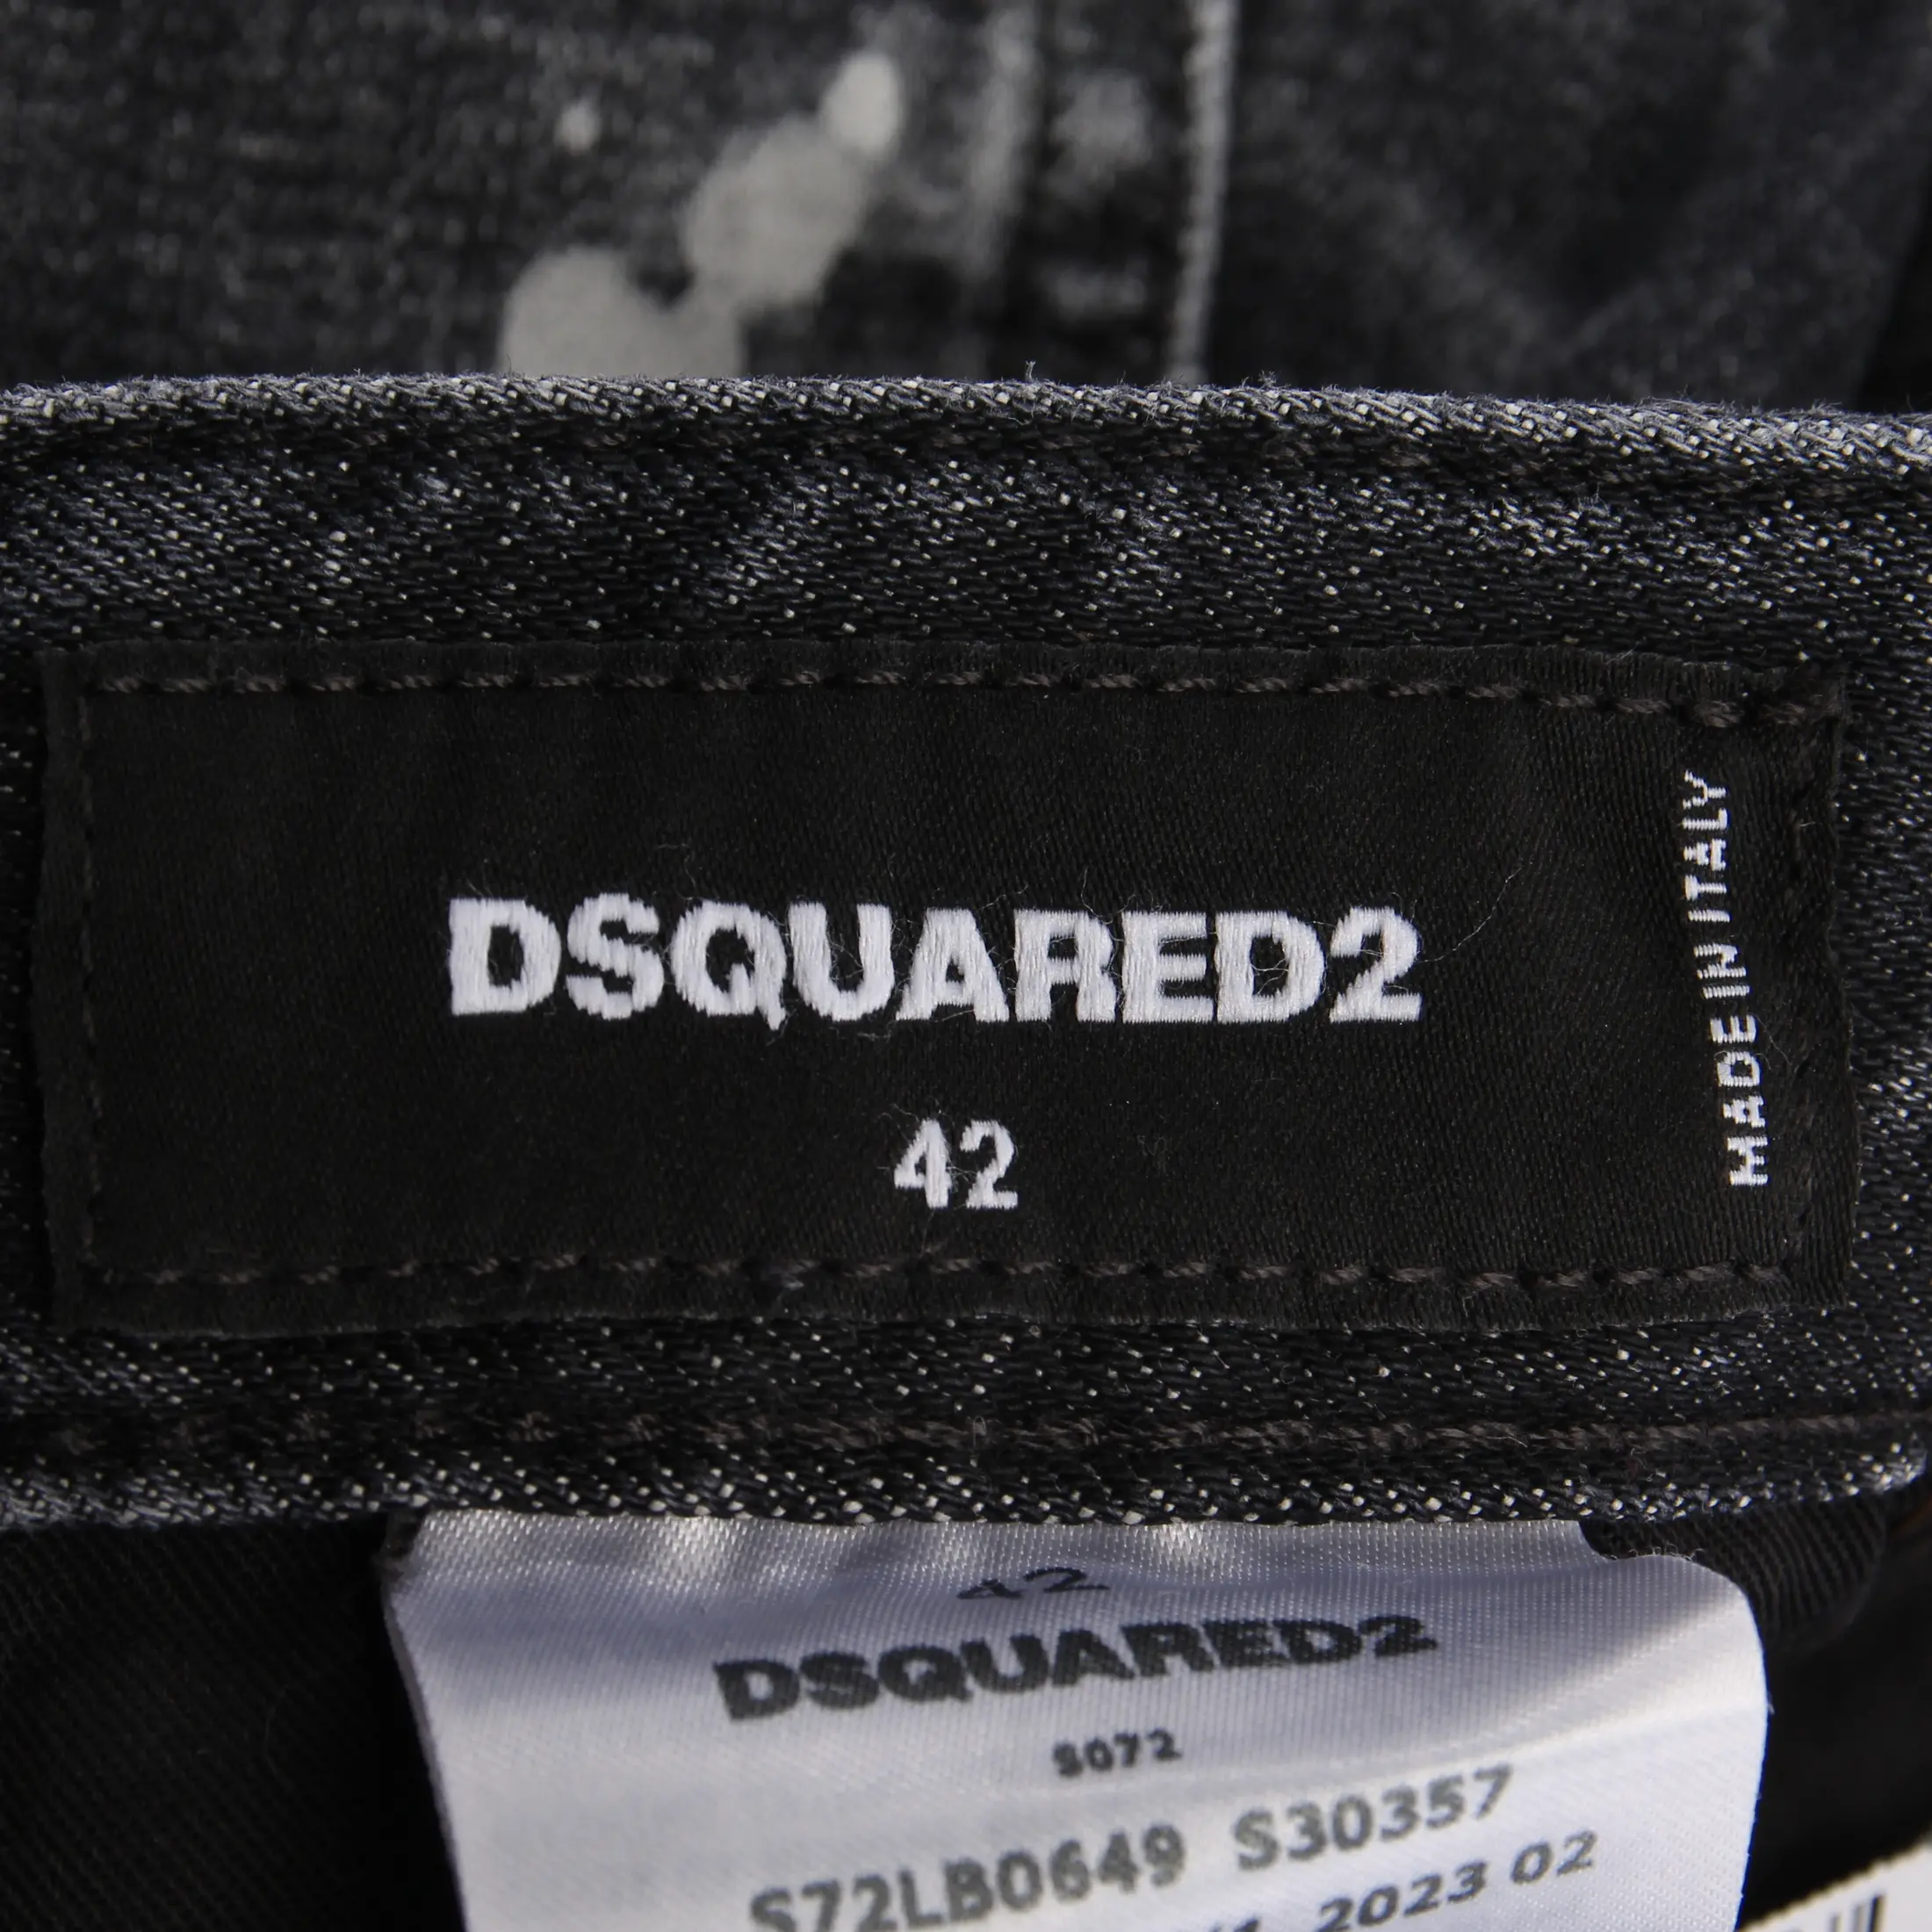 DSQUARED2
42
MADE IN ITALY
42
DSQUARED2
S072
S72LB0649 S30357
2023 02